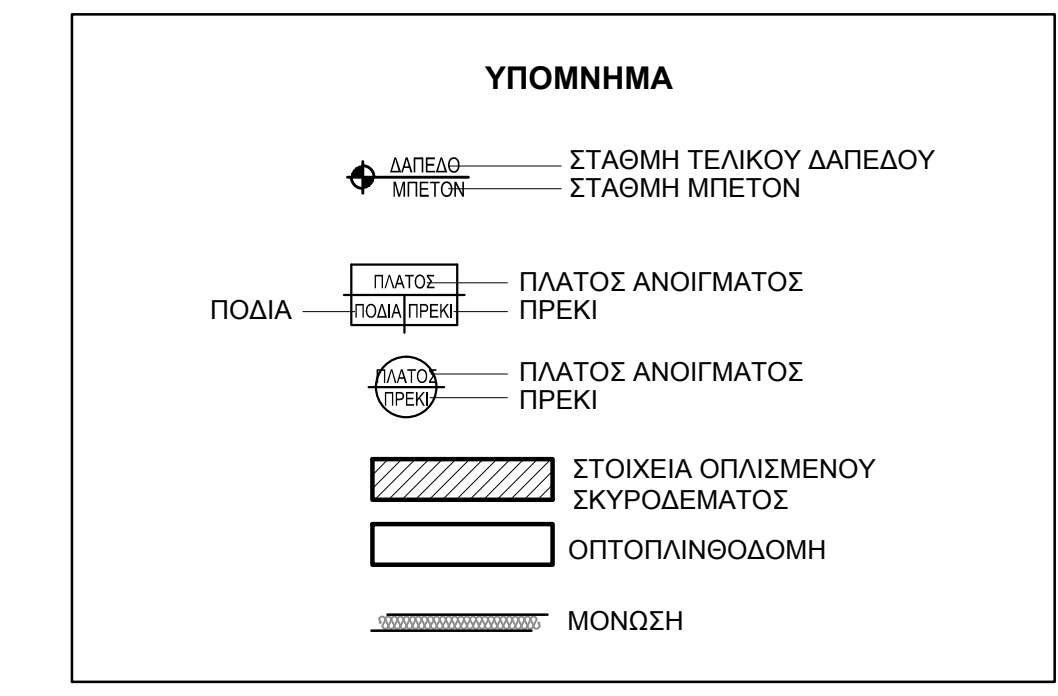 ΥΠΟΜΝΗΜΑ
ΔΑΠΕΔΟ ΣΤΑΘΜΗ ΤΕΛΙΚΟΥ ΔΑΠΕΔΟΥ
ΜΠΕΤΟΝ ΣΤΑΘΜΗ ΜΠΕΤΟΝ
ΠΛΑΤΟΣ ΠΛΑΤΟΣ ΑΝΟΙΓΜΑΤΟΣ
ΠΟΔΙΑ ΠΟΔΙΑ ΠΡΕΚΙ ΠΡΕΚΙ
ΠΛΑΤΟΣ ΠΛΑΤΟΣ ΑΝΟΙΓΜΑΤΟΣ
ΠΡΕΚΙ ΠΡΕΚΙ
ΣΤΟΙΧΕΙΑ ΟΠΛΙΣΜΕΝΟΥ
ΣΚΥΡΟΔΕΜΑΤΟΣ
ΟΠΤΟΠΛΙΝΘΟΔΟΜΗ
ΜΟΝΩΣΗ